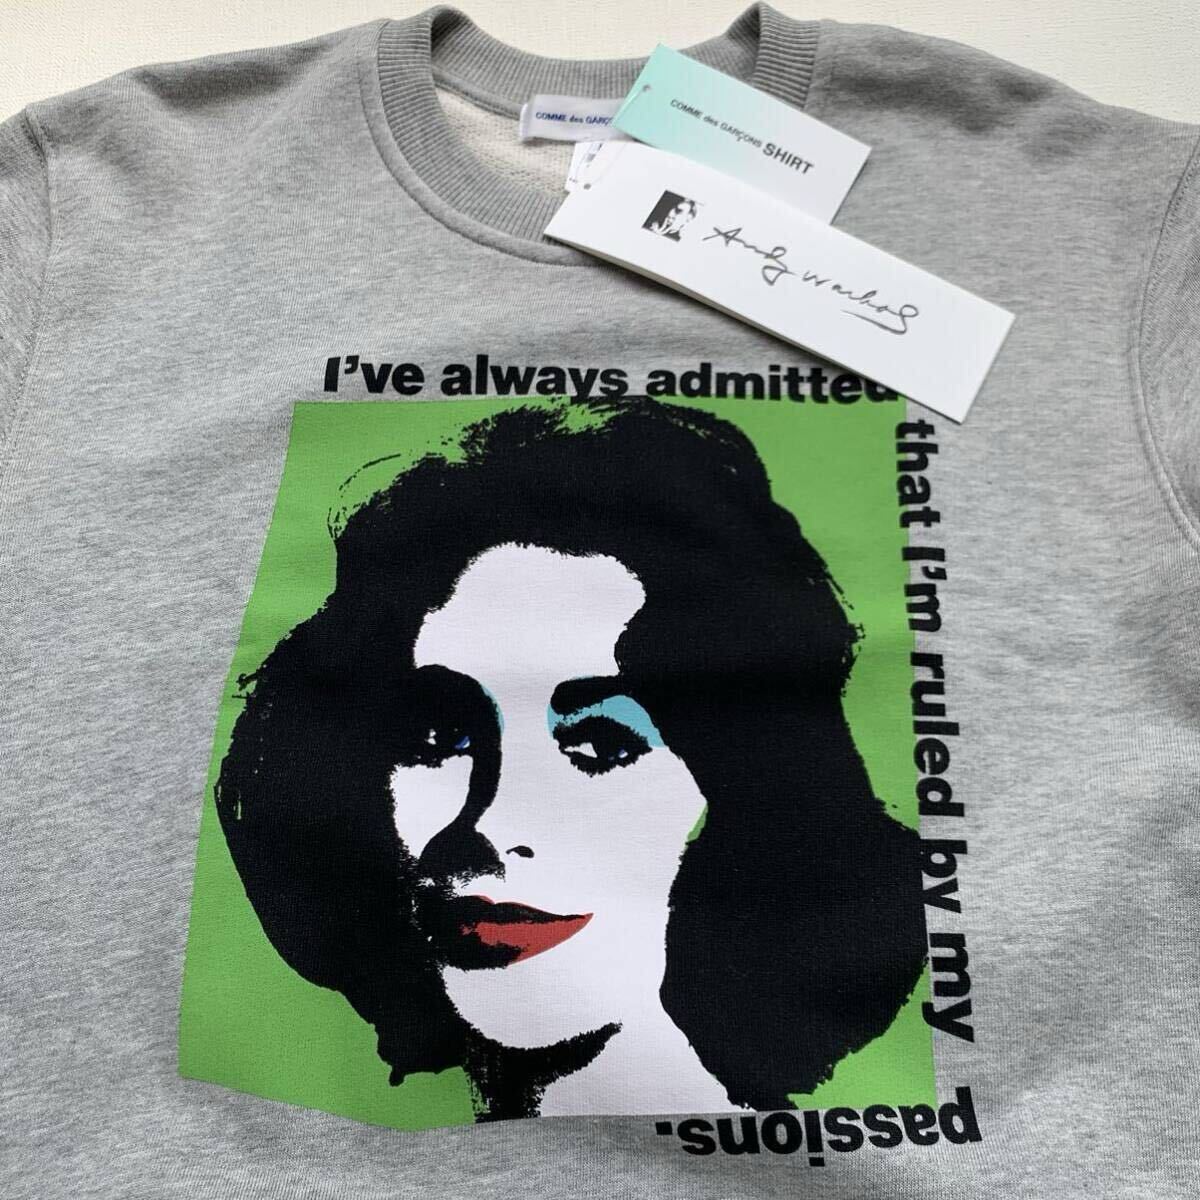 COMME des GARÇONS
COMME des GARÇONS SHIRT
Andy Warhol
I've always admitted
that I'm ruled by my
passions.